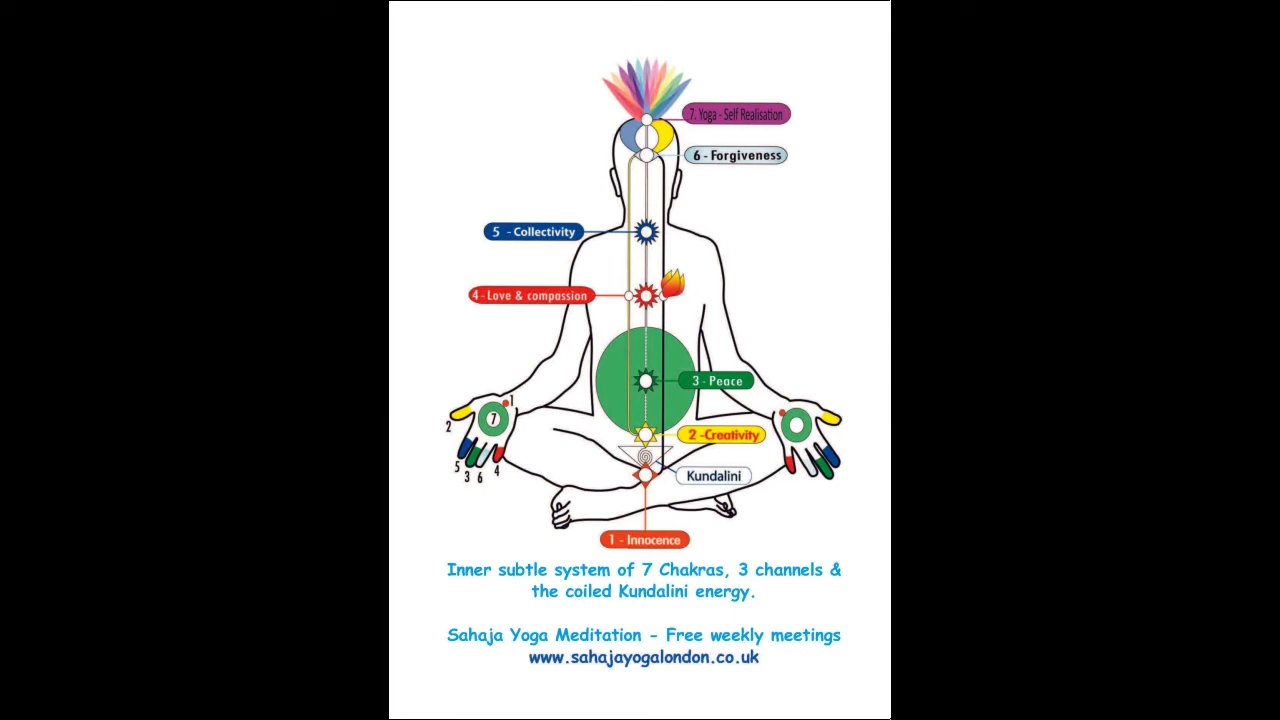 7. Yoga - Self Realisation
6 - Forgiveness
5 - Collectivity
4 - Love & compassion
3 - Peace
1
7
2
2 -Creativity
5
3
6
4
Kundalini
1 - Innocence
Inner subtle system of 7 Chakras, 3 channels &
the coiled Kundalini energy.
Sahaja Yoga Meditation - Free weekly meetings
www.sahajayogalondon.co.uk